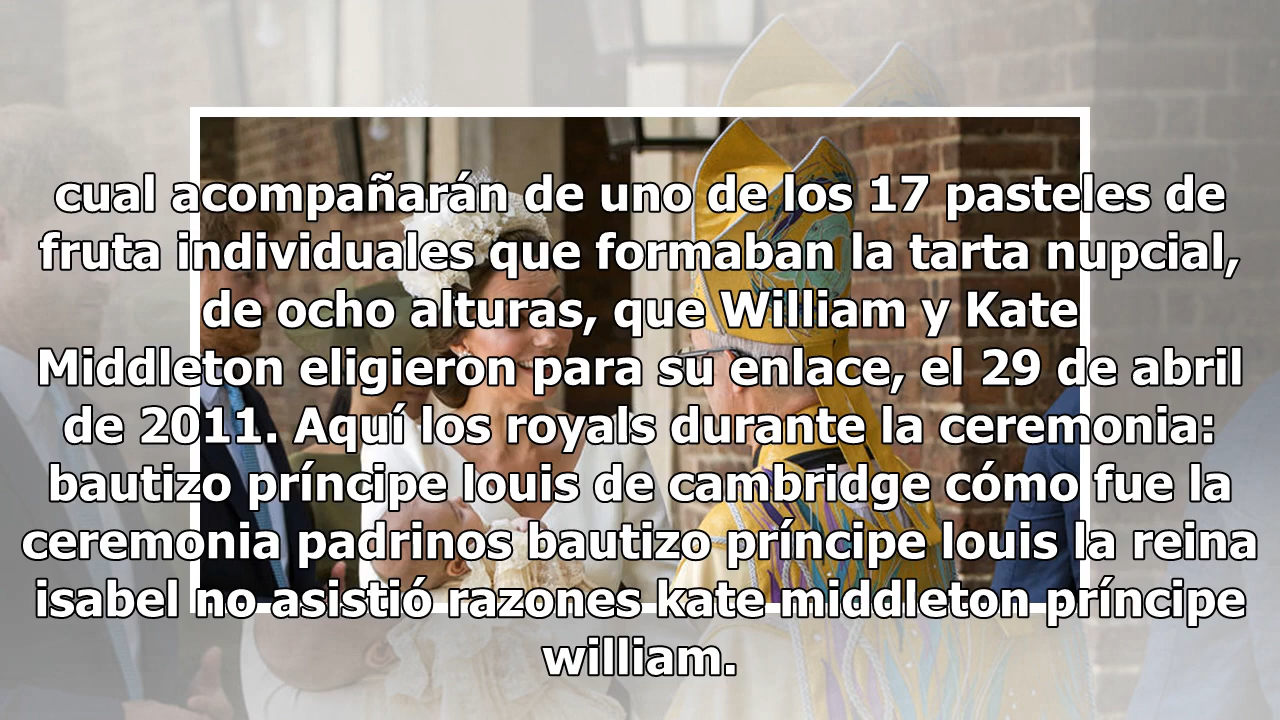 cual acompañarán de uno de los 17 pasteles de
fruta individuales que formaban la tarta nupcial,
de ocho alturas, que William y Kate
Middleton eligieron para su enlace, el 29 de abril
de 2011. Aquí los royals durante la ceremonia:
bautizo príncipe louis de cambridge cómo fue la
ceremonia padrinos bautizo príncipe louis la reina
isabel no asistió razones kate middleton príncipe
william.